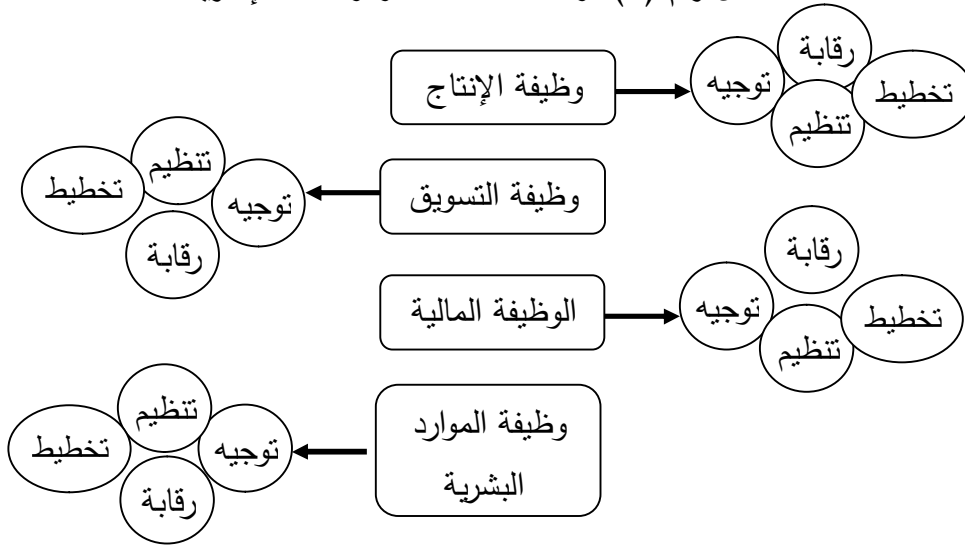 رقابة
توجيه
تخطيط
تنظيم
وظيفة الإنتاج
تنظيم
تخطيط
توجيه
رقابة
وظيفة التسويق
رقابة
توجيه
تخطيط
تنظيم
الوظيفة المالية
تنظيم
تخطيط
توجيه
رقابة
وظيفة الموارد
البشرية